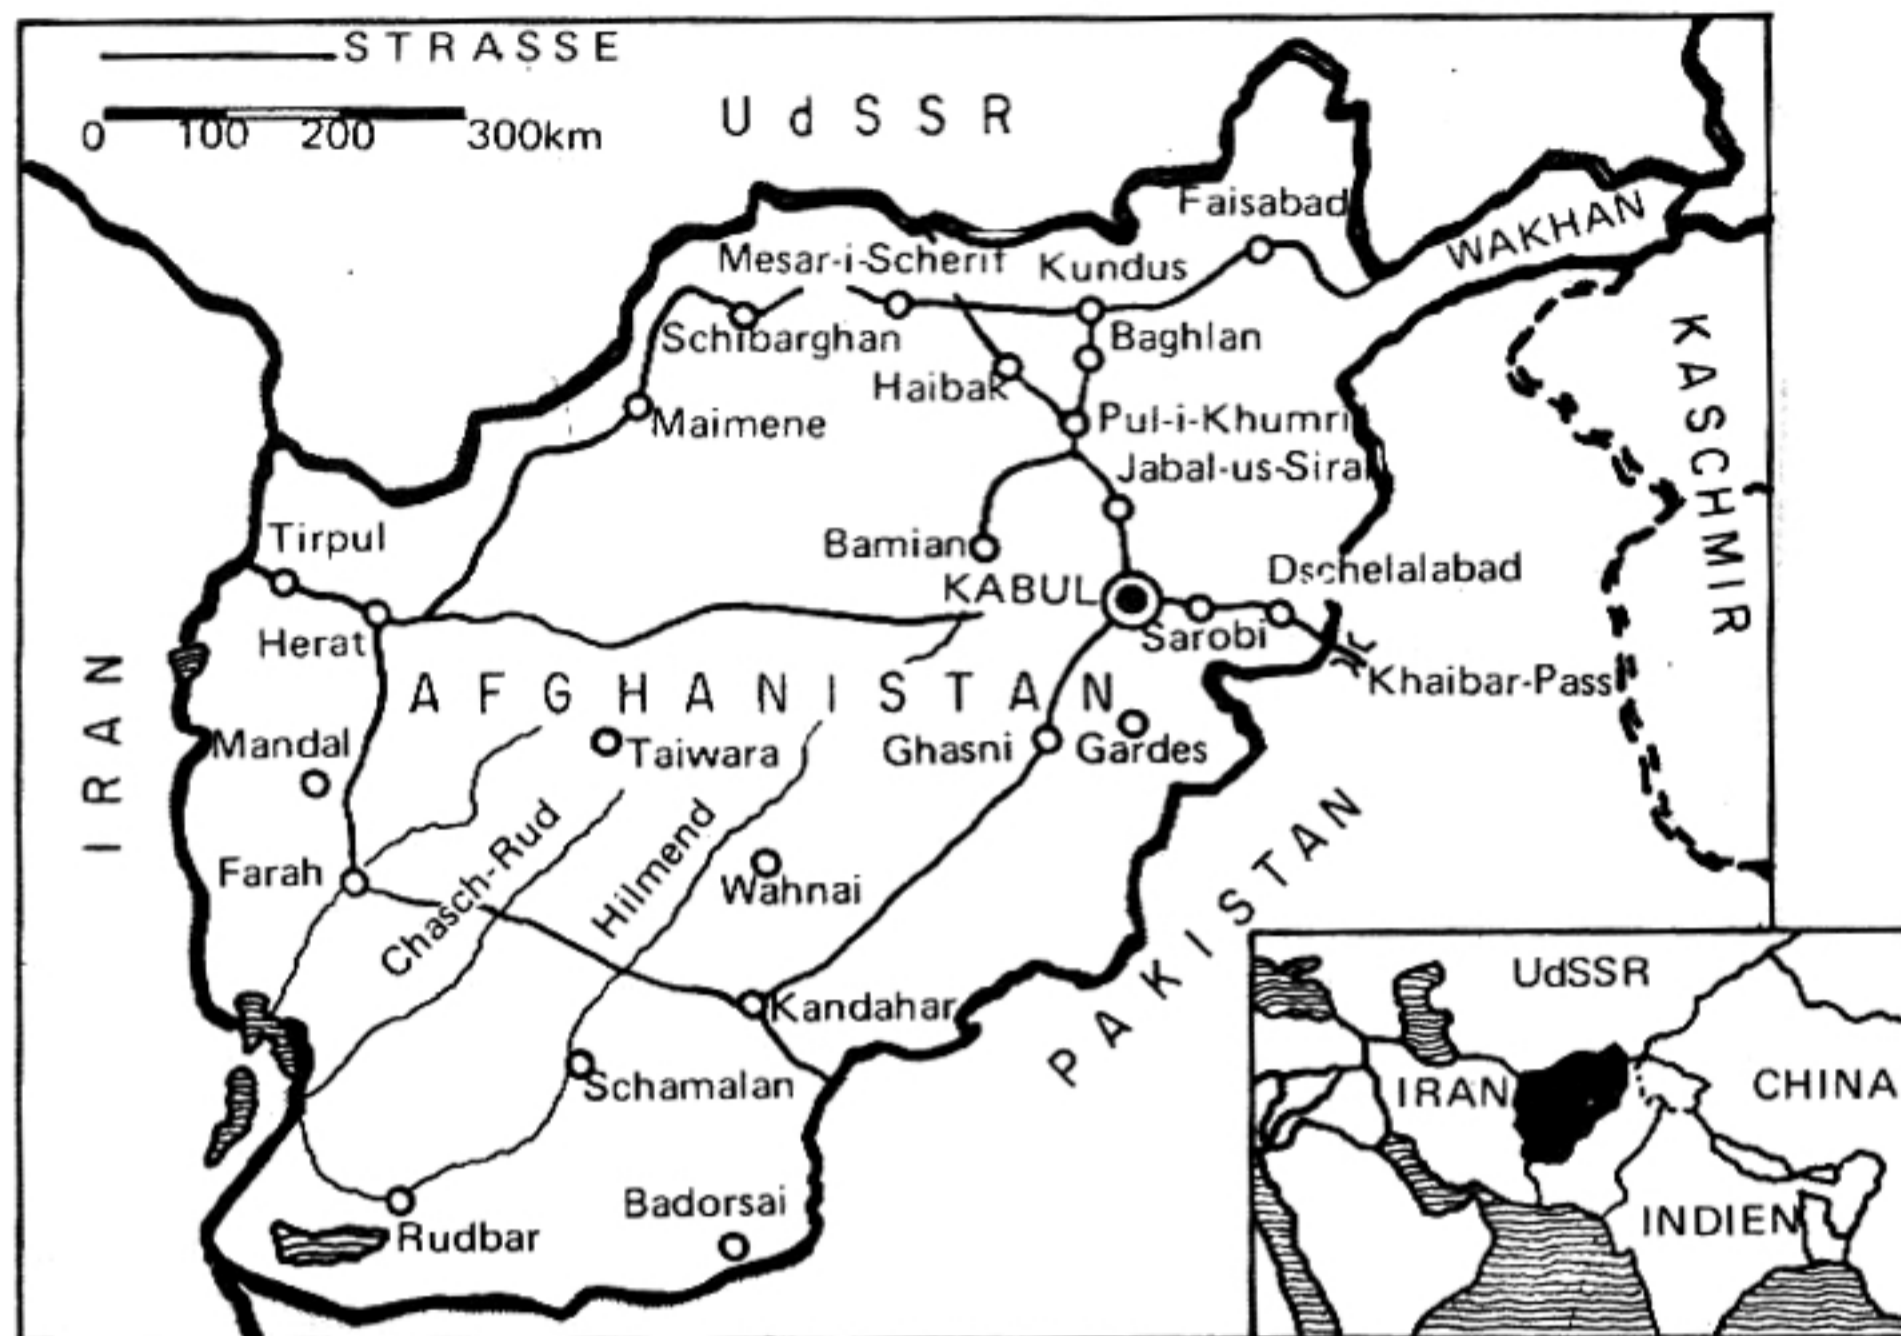 STRASSE
0 100 200 300km
UdSSR
Faisabad
WAKHAN
Mesar-i-Scherif
Kundus
Schibarghan
Baghlan
Haibak
Maimene
Pul-i-Khumri
Jabal-us-Siraj
KASCHMIR
Tirpul
Bamian
Dschelalabad
KABUL
Herat
Sarobi
Khaibar-Pass
IRAN
AFGHANISTAN
Mandal
Taiwara
Ghasni
Gardes
Farah
Chasch-Rud
Hilmend
Wahnai
PAKISTAN
Kandahar
Schamalan
Rudbar
Badorsai
UdSSR
IRAN
CHINA
INDIEN